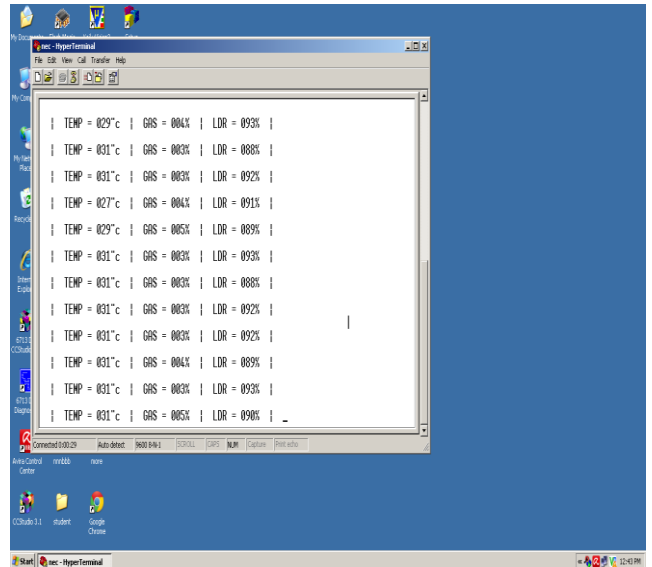 nec - HyperTerminal
File Edit View Call Transfer Help
| TEMP = 029"c | GAS = 004% | LDR = 093% |
| TEMP = 031"c | GAS = 003% | LDR = 088% |
| TEMP = 031"c | GAS = 003% | LDR = 092% |
| TEMP = 027"c | GAS = 004% | LDR = 091% |
| TEMP = 029"c | GAS = 005% | LDR = 089% |
| TEMP = 031"c | GAS = 003% | LDR = 093% |
| TEMP = 031"c | GAS = 003% | LDR = 088% |
| TEMP = 031"c | GAS = 003% | LDR = 092% |
| TEMP = 031"c | GAS = 003% | LDR = 092% |
| TEMP = 031"c | GAS = 004% | LDR = 089% |
| TEMP = 031"c | GAS = 003% | LDR = 093% |
| TEMP = 031"c | GAS = 005% | LDR = 090% | _
Connected 0:00:29 Auto detect 9600 8-N-1 SCROLL CAPS NUM Capture Print echo
Avira Control Center
nnnbbb
more
CCStudio 3.1
student
Google Chrome
Start
nec - HyperTerminal
12:43 PM